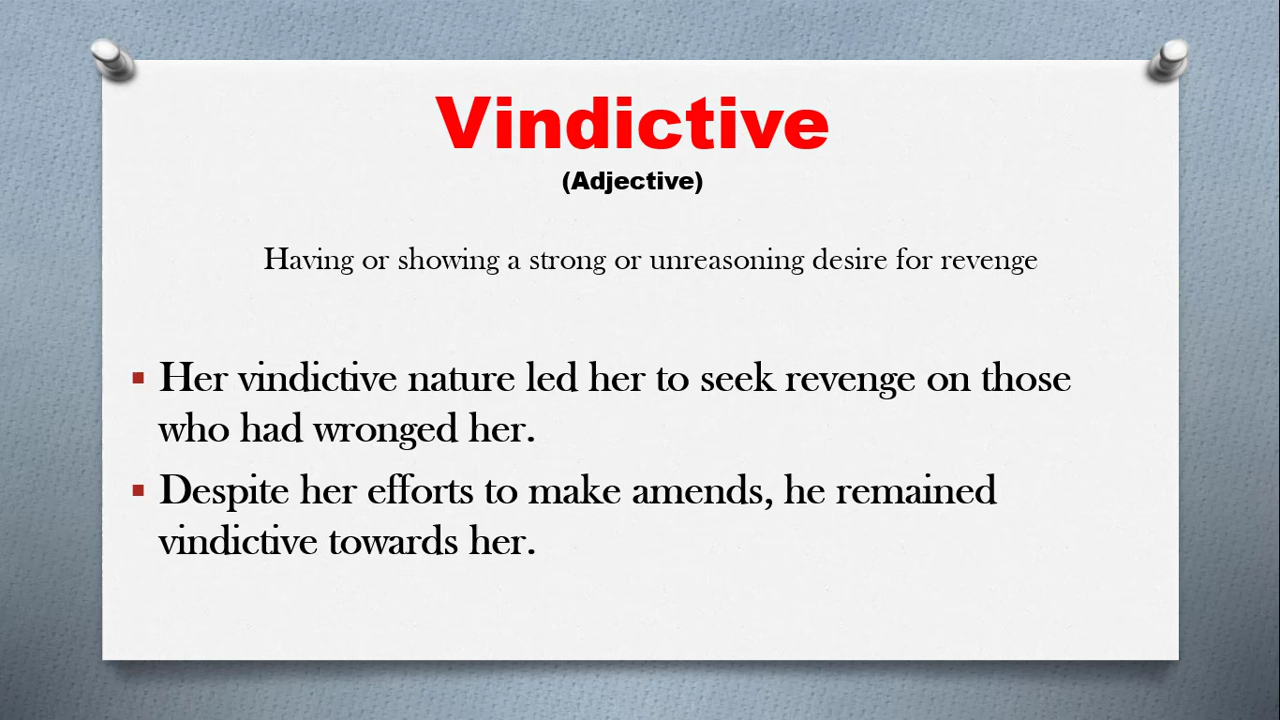 Vindictive
(Adjective)
Having or showing a strong or unreasoning desire for revenge
▪ Her vindictive nature led her to seek revenge on those
who had wronged her.
▪ Despite her efforts to make amends, he remained
vindictive towards her.